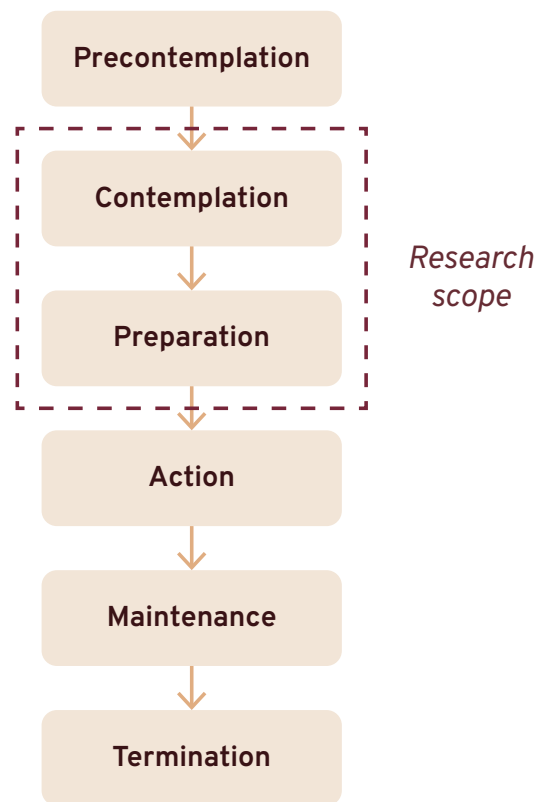 Precontemplation
Contemplation
Preparation
Research
scope
Action
Maintenance
Termination